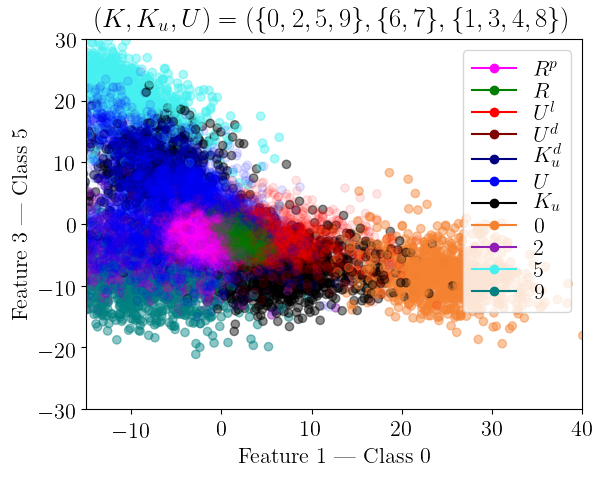 (K, K_u, U) = ({0, 2, 5, 9}, {6, 7}, {1, 3, 4, 8})
30
20
10
0
−10
−20
−30
Feature 3 — Class 5
R^p
R
U^l
U^d
K_u^d
U
K_u
0
2
5
9
−10
0
10
20
30
40
Feature 1 — Class 0